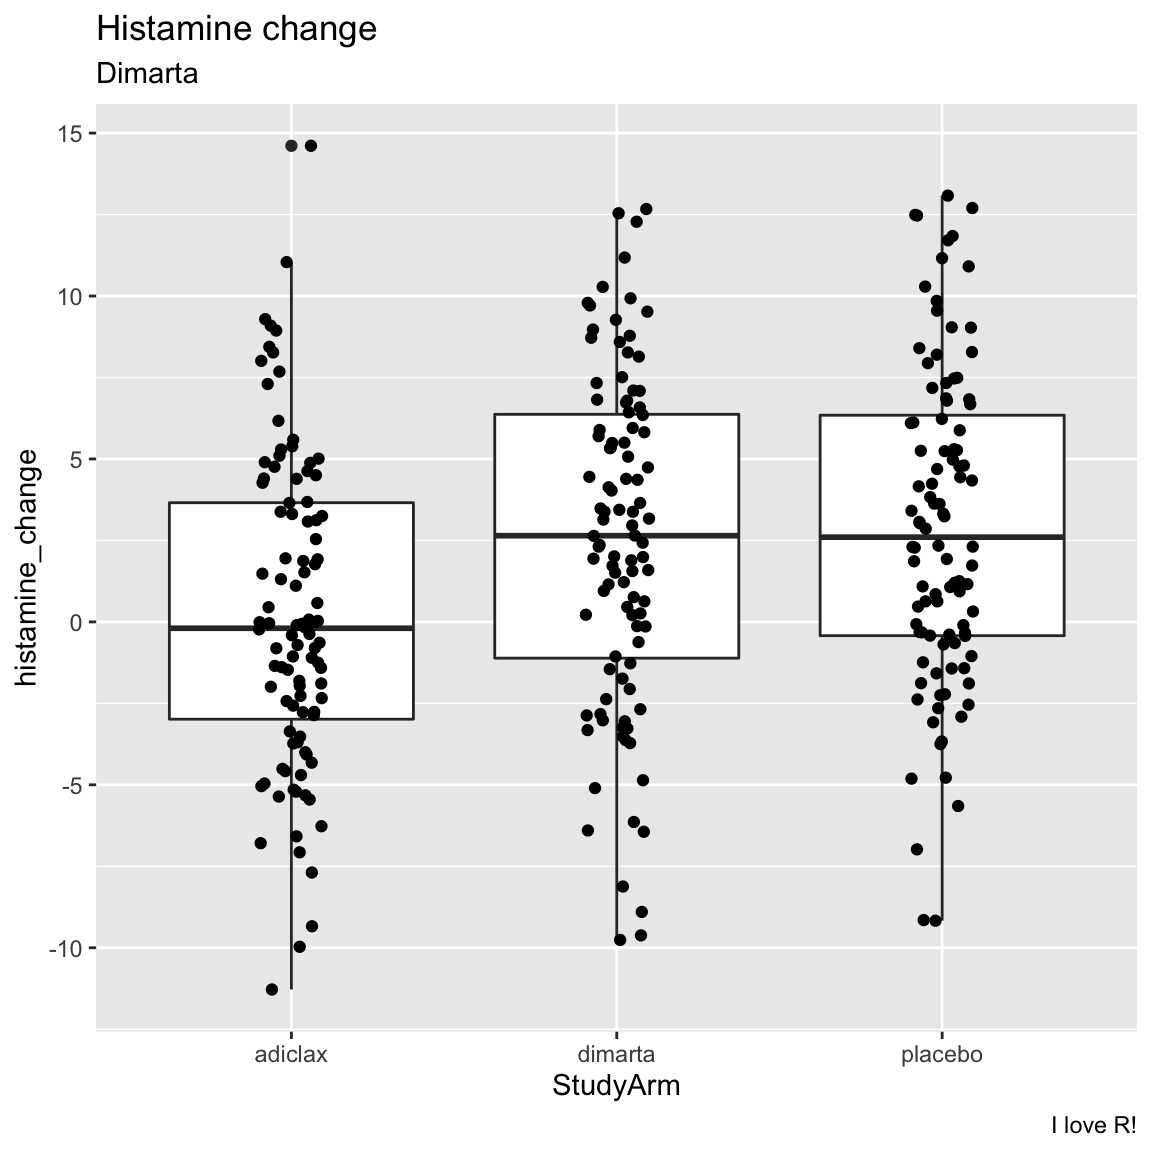 Histamine change
Dimarta
histamine_change
15
10
5
0
-5
-10
adiclax dimarta placebo
StudyArm
I love R!